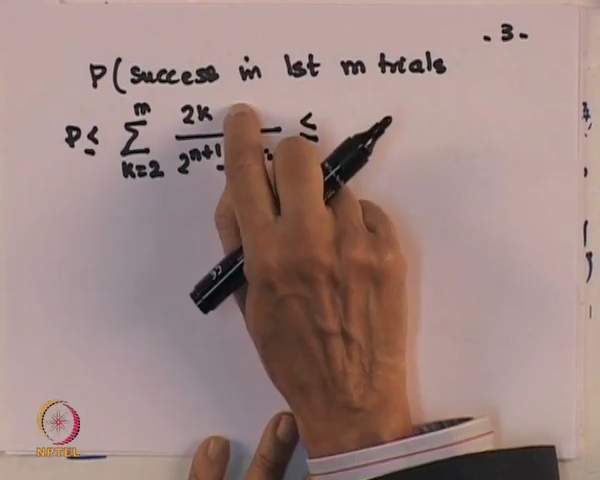 - 3 -
P(success in 1st m trials
P ≤ m Σ k=2 2k 2^n+1 ≤
NPTEL